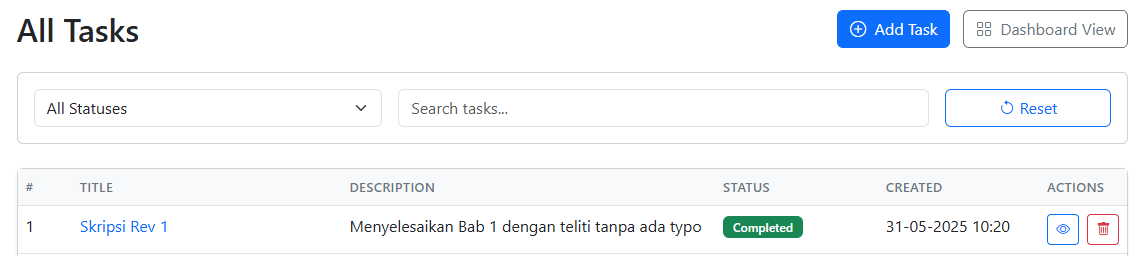 All Tasks
Add Task
Dashboard View
All Statuses
Search tasks...
Reset
# TITLE DESCRIPTION STATUS CREATED ACTIONS
1 Skripsi Rev 1 Menyelesaikan Bab 1 dengan teliti tanpa ada typo Completed 31-05-2025 10:20